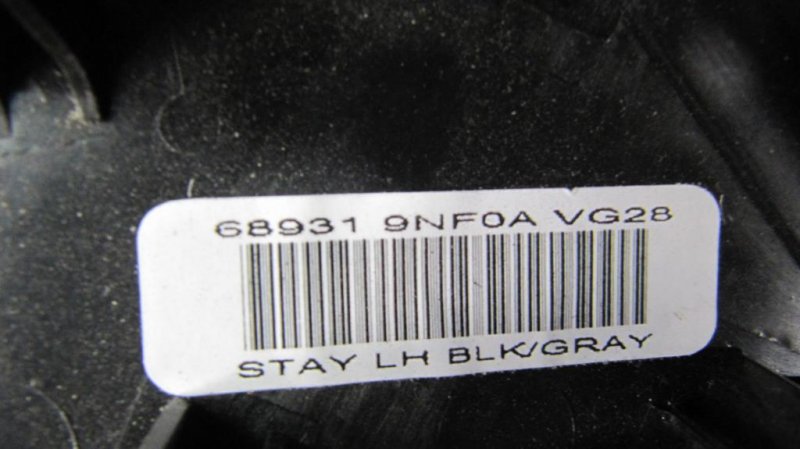 68931 9NF0A VG28
STAY LH BLK/GRAY